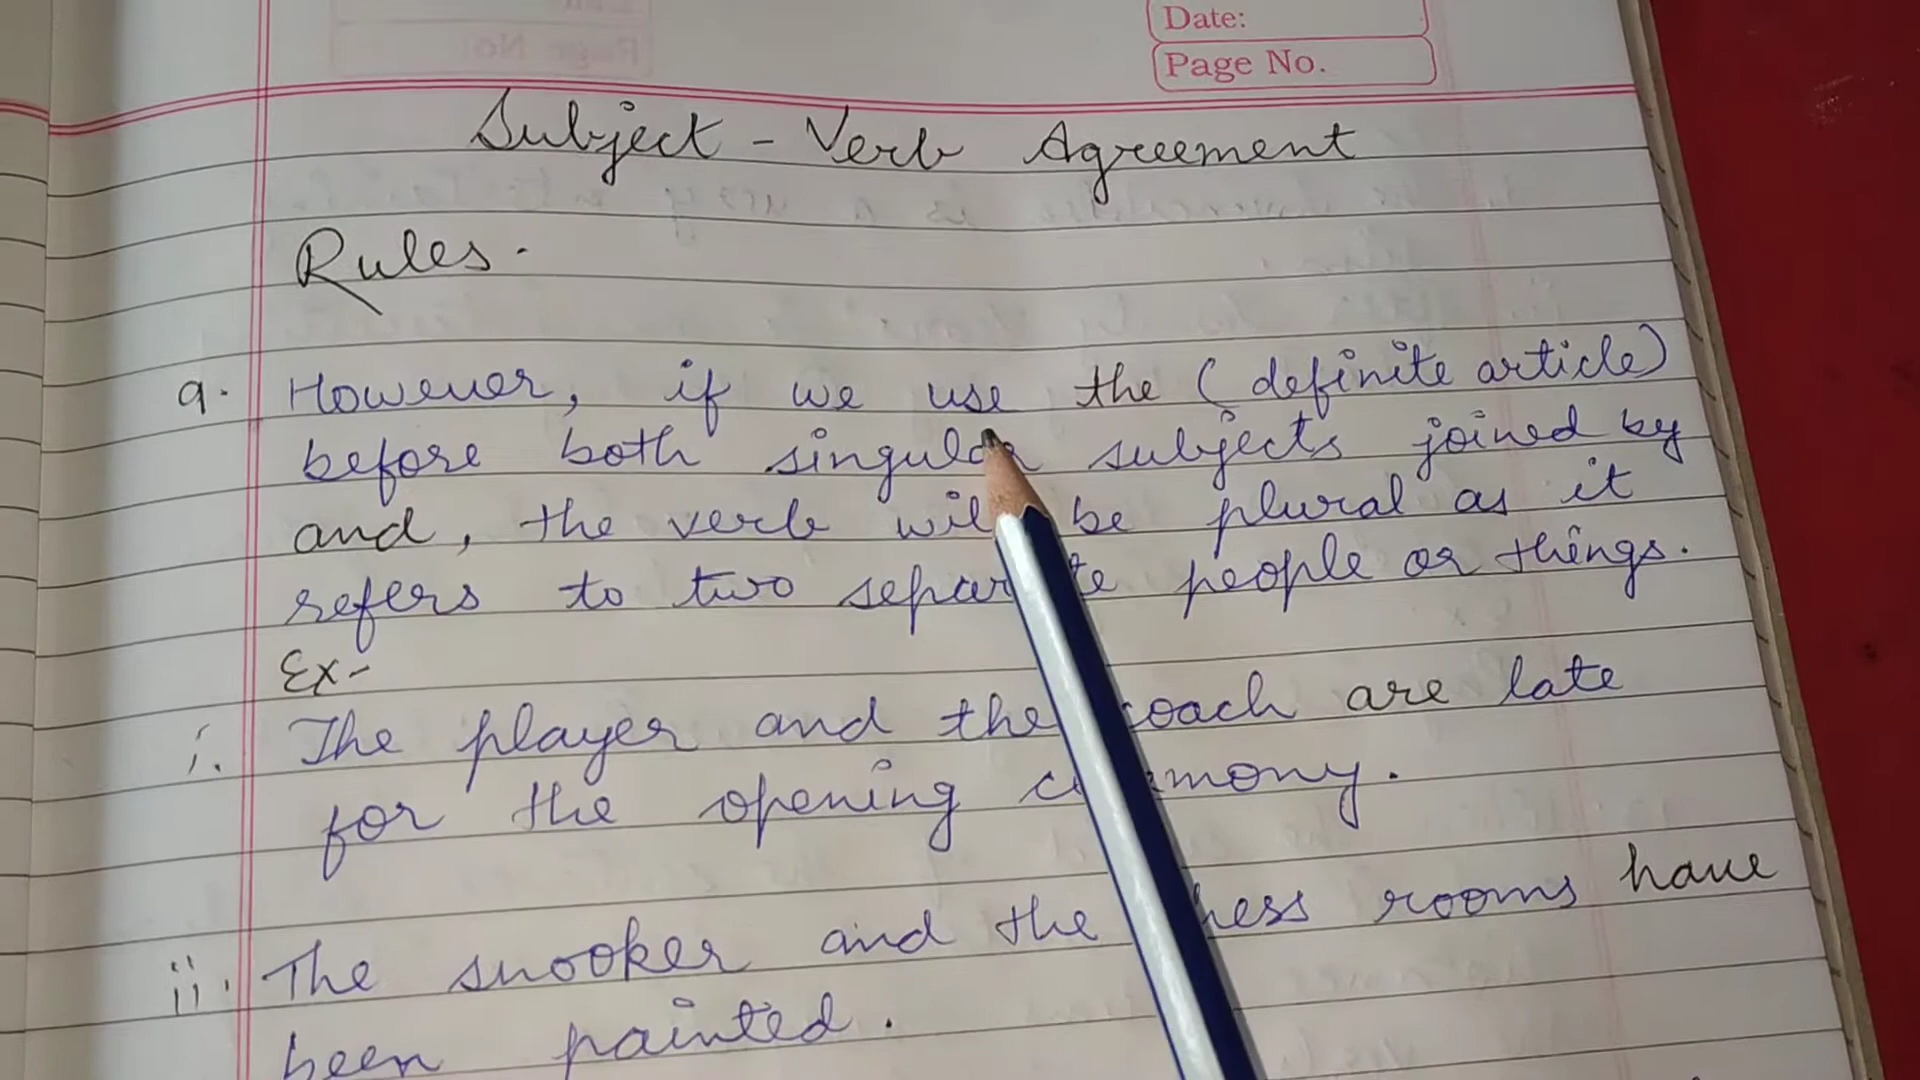 Date:
Page No.
Subject - Verb Agreement
Rules.
9. However, if we use the (definite article)
before both singular subjects joined by
and, the verb will be plural as it
refers to two separate people or things.
Ex-
i. The player and the coach are late
for the opening ceremony.
ii. The snooker and the chess rooms have
been painted.